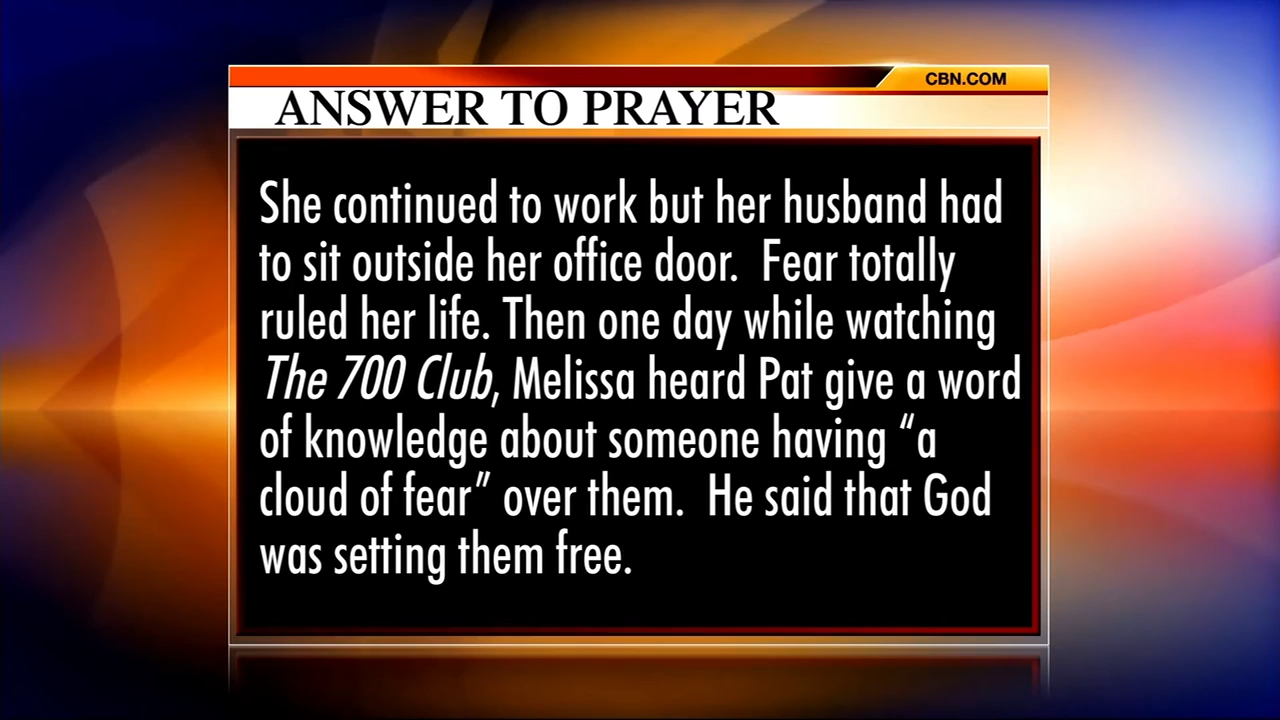 CBN.COM
ANSWER TO PRAYER
She continued to work but her husband had
to sit outside her office door.  Fear totally
ruled her life. Then one day while watching
The 700 Club, Melissa heard Pat give a word
of knowledge about someone having “a
cloud of fear” over them.  He said that God
was setting them free.